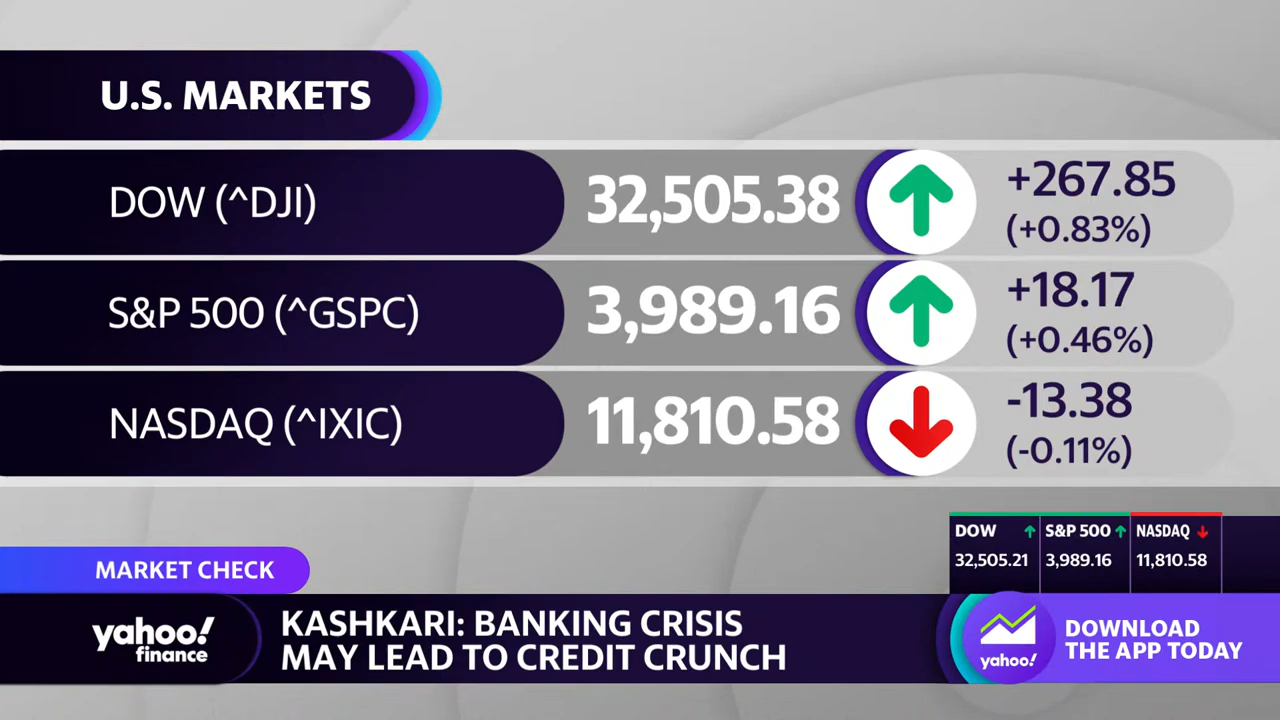 U.S. MARKETS
DOW (^DJI) 32,505.38 +267.85
(+0.83%)
S&P 500 (^GSPC) 3,989.16 +18.17
(+0.46%)
NASDAQ (^IXIC) 11,810.58 -13.38
(-0.11%)
DOW S&P 500 NASDAQ
32,505.21 3,989.16 11,810.58
MARKET CHECK
yahoo!
finance
KASHKARI: BANKING CRISIS
MAY LEAD TO CREDIT CRUNCH
yahoo!
DOWNLOAD
THE APP TODAY